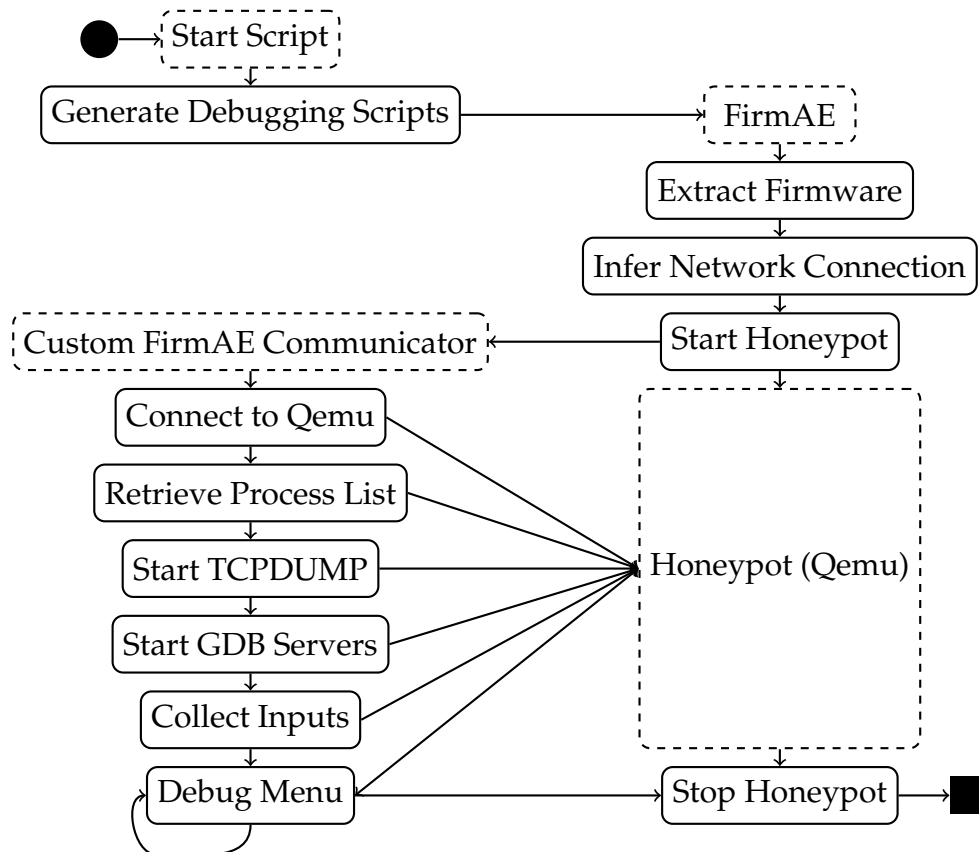 Start Script
Generate Debugging Scripts
FirmAE
Extract Firmware
Infer Network Connection
Start Honeypot
Custom FirmAE Communicator
Connect to Qemu
Retrieve Process List
Start TCPDUMP
Honeypot (Qemu)
Start GDB Servers
Collect Inputs
Debug Menu
Stop Honeypot